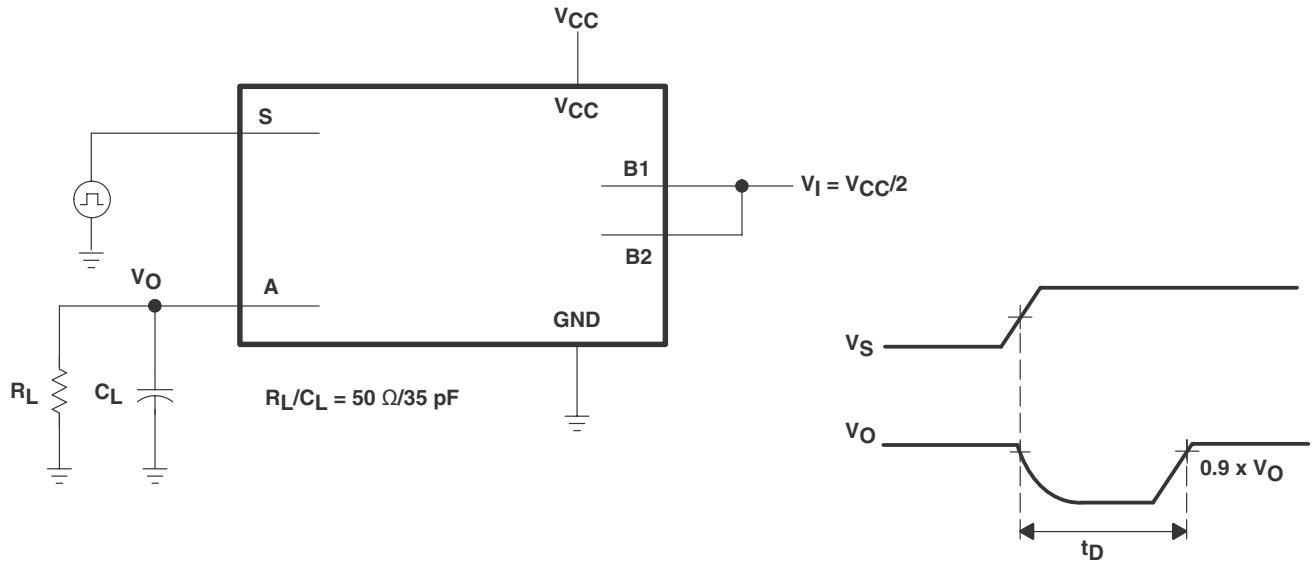 VCC
S
VCC
B1
VI = VCC/2
B2
VO
A
GND
RL
CL
RL/CL = 50 Ω/35 pF
VS
VO
0.9 x VO
tD